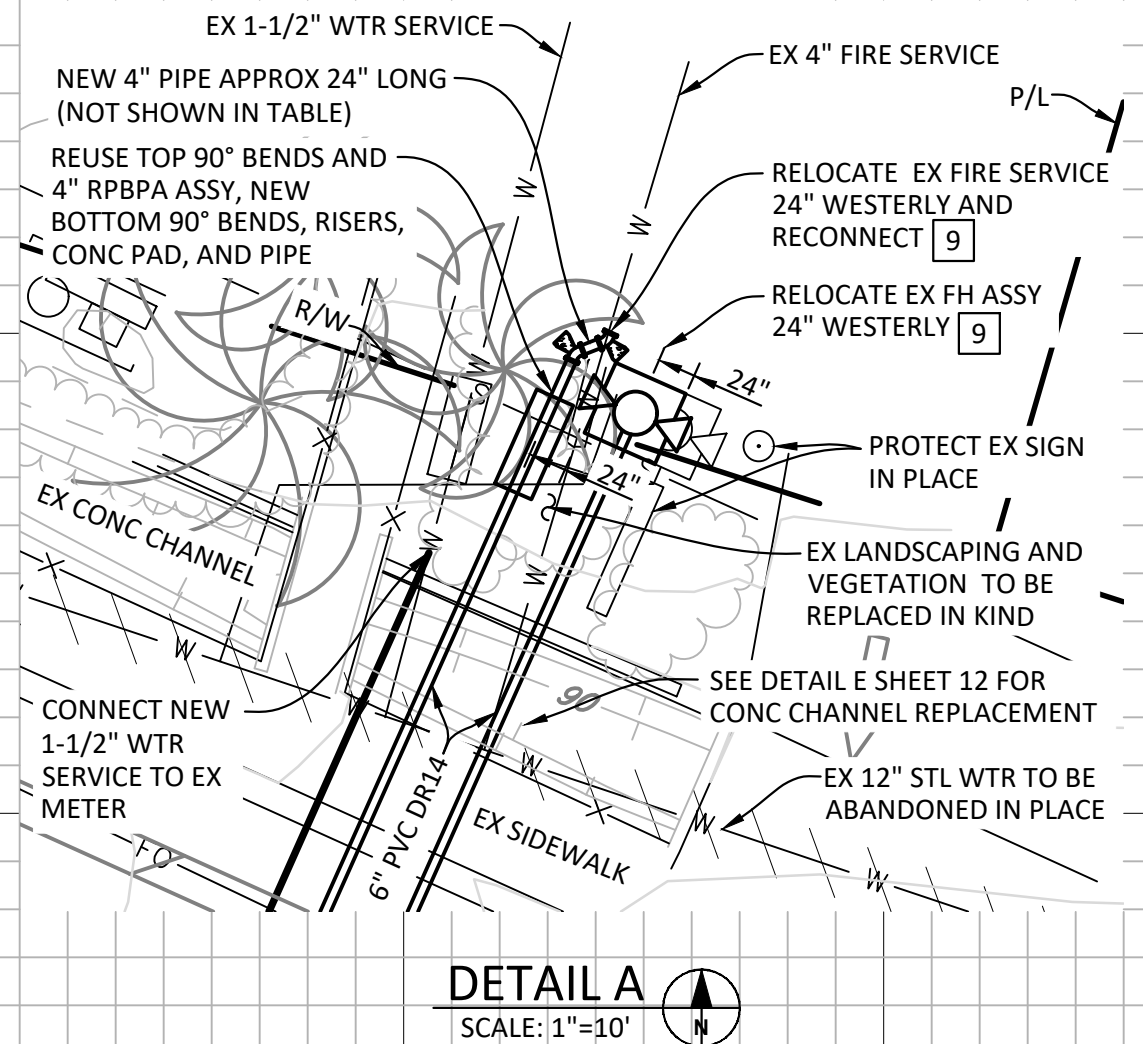 EX 1-1/2" WTR SERVICE
EX 4" FIRE SERVICE
NEW 4" PIPE APPROX 24" LONG
(NOT SHOWN IN TABLE)
P/L
REUSE TOP 90° BENDS AND
4" RPBPA ASSY, NEW
BOTTOM 90° BENDS, RISERS,
CONC PAD, AND PIPE
RELOCATE EX FIRE SERVICE
24" WESTERLY AND
RECONNECT 9
W
W
R/W
RELOCATE EX FH ASSY
24" WESTERLY 9
24"
W
PROTECT EX SIGN
IN PLACE
24"
X
EX CONC CHANNEL
X
W
X
W
EX LANDSCAPING AND
VEGETATION TO BE
REPLACED IN KIND
W
90
SEE DETAIL E SHEET 12 FOR
CONC CHANNEL REPLACEMENT
CONNECT NEW
1-1/2" WTR
SERVICE TO EX
METER
W
W
X
EX 12" STL WTR TO BE
ABANDONED IN PLACE
W
6" PVC DR14
EX SIDEWALK
FO
W
DETAIL A
SCALE: 1"=10'
N